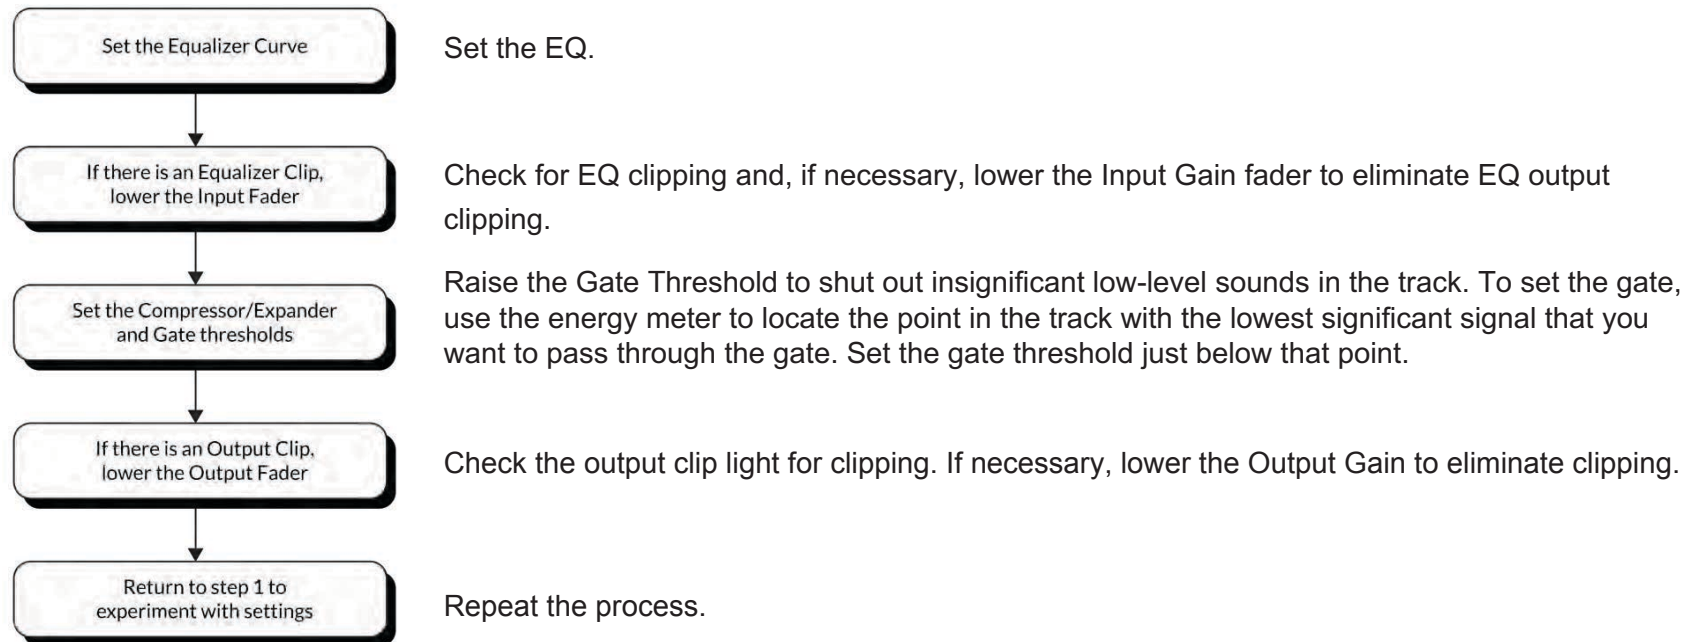 Set the Equalizer Curve
Set the EQ.
If there is an Equalizer Clip,
lower the Input Fader
Check for EQ clipping and, if necessary, lower the Input Gain fader to eliminate EQ output
clipping.
Set the Compressor/Expander
and Gate thresholds
Raise the Gate Threshold to shut out insignificant low-level sounds in the track. To set the gate,
use the energy meter to locate the point in the track with the lowest significant signal that you
want to pass through the gate. Set the gate threshold just below that point.
If there is an Output Clip,
lower the Output Fader
Check the output clip light for clipping. If necessary, lower the Output Gain to eliminate clipping.
Return to step 1 to
experiment with settings
Repeat the process.